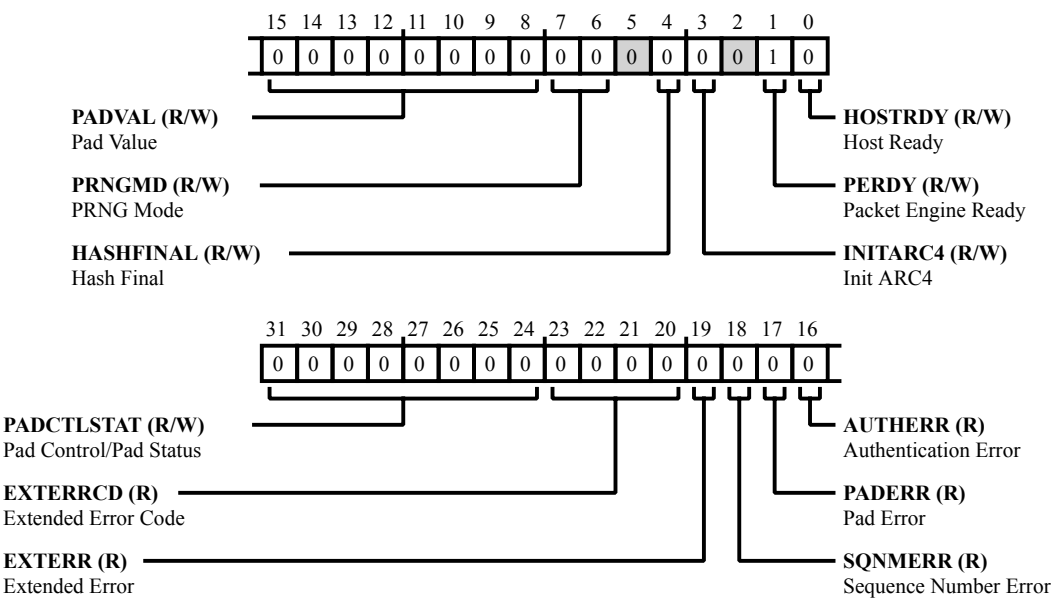 15 14 13 12 11 10 9 8 7 6 5 4 3 2 1 0
0 0 0 0 0 0 0 0 0 0 0 0 0 0 1 0
PADVAL (R/W)
Pad Value
HOSTRDY (R/W)
Host Ready
PRNGMD (R/W)
PRNG Mode
PERDY (R/W)
Packet Engine Ready
HASHFINAL (R/W)
Hash Final
INITARC4 (R/W)
Init ARC4
31 30 29 28 27 26 25 24 23 22 21 20 19 18 17 16
0 0 0 0 0 0 0 0 0 0 0 0 0 0 0 0
PADCTLSTAT (R/W)
Pad Control/Pad Status
AUTHERR (R)
Authentication Error
EXTERRCD (R)
Extended Error Code
PADERR (R)
Pad Error
EXTERR (R)
Extended Error
SQNMERR (R)
Sequence Number Error